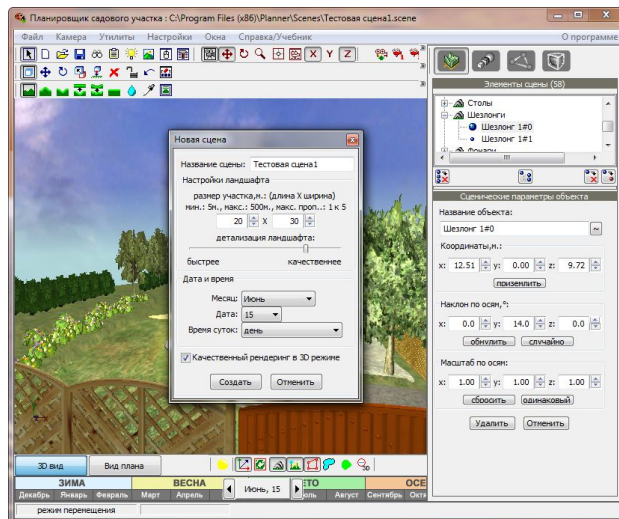 Планировщик садового участка : C:\Program Files (x86)\Planner\Scenes\Тестовая сцена1.scene
Файл Камера Утилиты Настройки Окна Справка/Учебник О программе
X Y Z
Элементы сцены (58)
Столы
Шезлонги
Шезлонг 1#0
Шезлонг 1#1
Фонари
Сценические параметры объекта
Название объекта:
Шезлонг 1#0 ~
Координаты,м.:
x: 12.51 y: 0.00 z: 9.72
приземлить
Наклон по осям,°:
x: 0.0 y: 14.0 z: 0.0
обнулить случайно
Масштаб по осям:
x: 1.00 y: 1.00 z: 1.00
сбросить одинаковый
Удалить Отменить
Новая сцена
Название сцены: Тестовая сцена1
Настройки ландшафта
размер участка,м.: (длина X ширина)
мин.: 5м., макс.: 500м., макс. проп..: 1 к 5
20 X 30
детализация ландшафта:
быстрее качественнее
Дата и время
Месяц: Июнь
Дата: 15
Время суток: день
Качественный рендеринг в 3D режиме
Создать Отменить
3D вид Вид плана
ЗИМА ВЕСНА ЕТО ОСЕ
Декабрь Январь Февраль Март Апрель Июнь, 15 юль Август Сентябрь Октя
режим перемещения